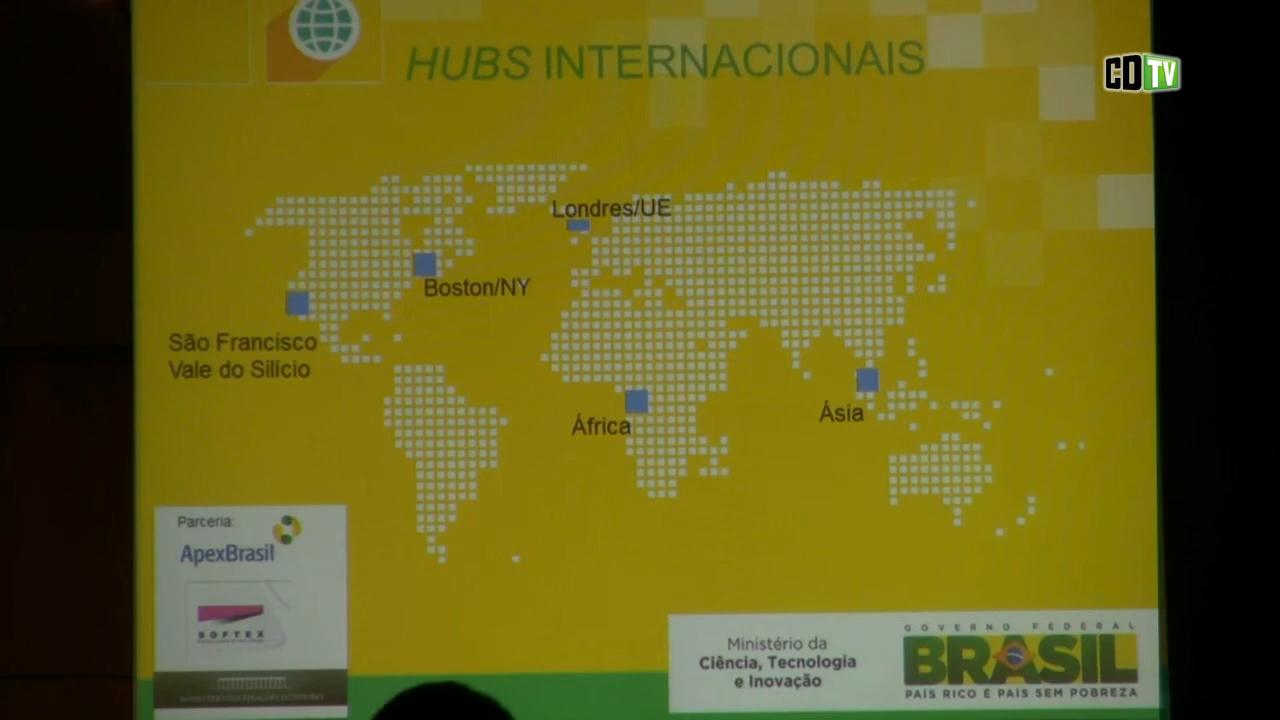 HUBS INTERNACIONAIS
CDTV
Londres/UE
Boston/NY
São Francisco
Vale do Silício
África
Ásia
Parceria:
ApexBrasil
SOFTEX
Ministério da
Ciência, Tecnologia
e Inovação
GOVERNO FEDERAL
BRASIL
PAÍS RICO É PAÍS SEM POBREZA